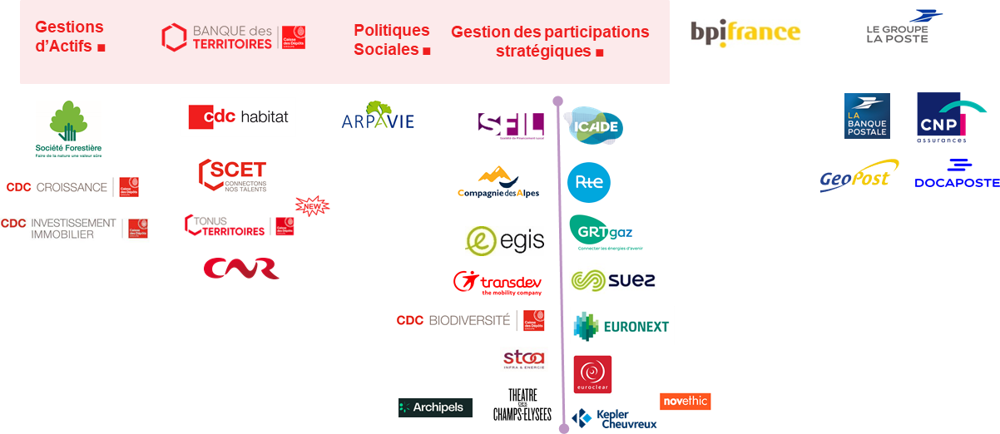 Gestions
d'Actifs ■
BANQUE des
TERRITOIRES
Caisse
des Dépôts
GROUPE
Politiques
Sociales ■
Gestion des participations
stratégiques ■
bpifrance
LE GROUPE
LA POSTE
Société Forestière
Faire de la nature une valeur sûre
cdc habitat
ARPAVIE
SFIL
Société de Financement Local
ICADE
LA
BANQUE
POSTALE
CNP
assurances
CDC CROISSANCE
Caisse
des Dépôts
GROUPE
SCET
CONNECTONS
NOS TALENTS
Compagnie des Alpes
Rte
GEOPOST
DOCAPOSTE
NEW
CDC INVESTISSEMENT
IMMOBILIER
Caisse
des Dépôts
GROUPE
TONUS
TERRITOIRES
Caisse
des Dépôts
GROUPE
egis
GRTgaz
Connecter les énergies d'avenir
CNR
transdev
the mobility company
suez
CDC BIODIVERSITÉ
Caisse
des Dépôts
GROUPE
EURONEXT
stoa
INFRA & ENERGIE
euroclear
Archipels
THEATRE
DES
CHAMPS-ELYSEES
Kepler
Cheuvreux
novethic